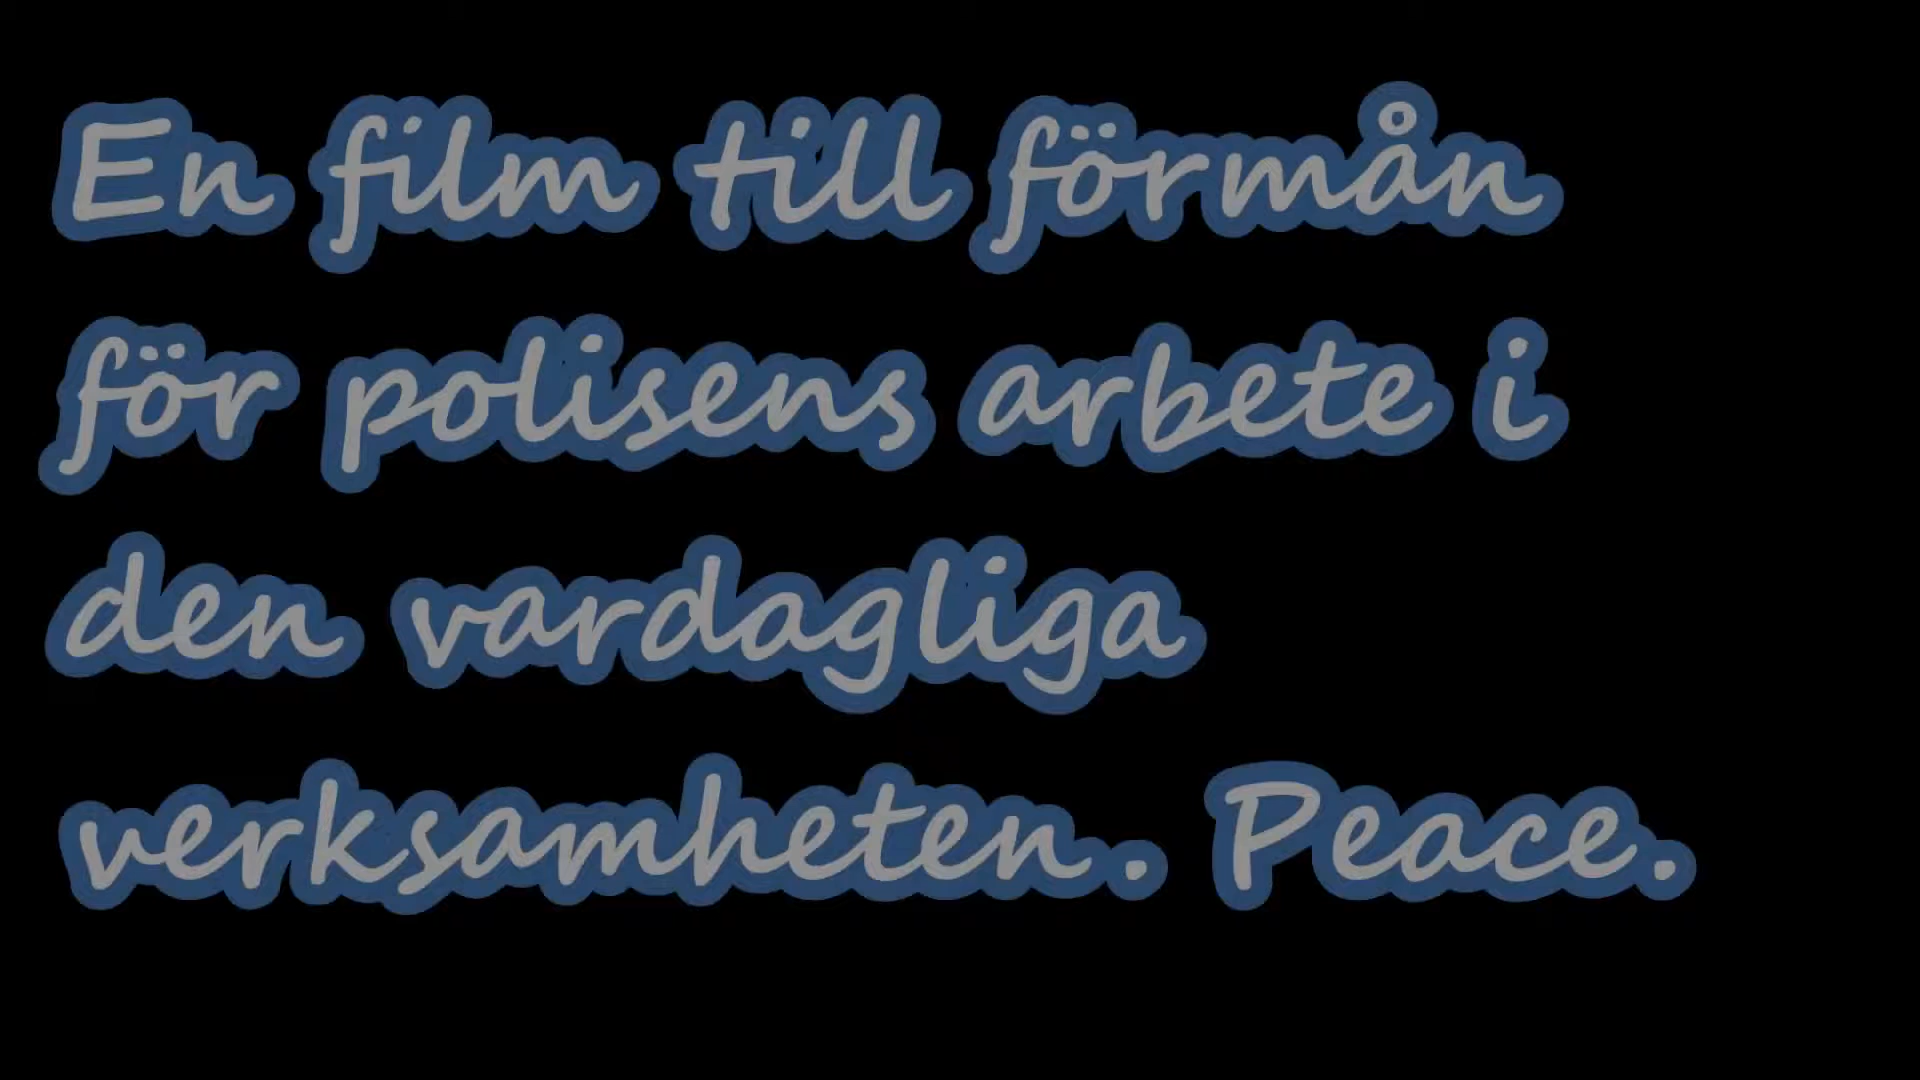 En film till förmån
för polisens arbete i
den vardagliga
verksamheten. Peace.